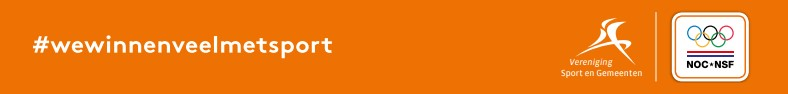 #wewinnenveelmetsport
Vereniging
Sport en Gemeenten
NOC*NSF